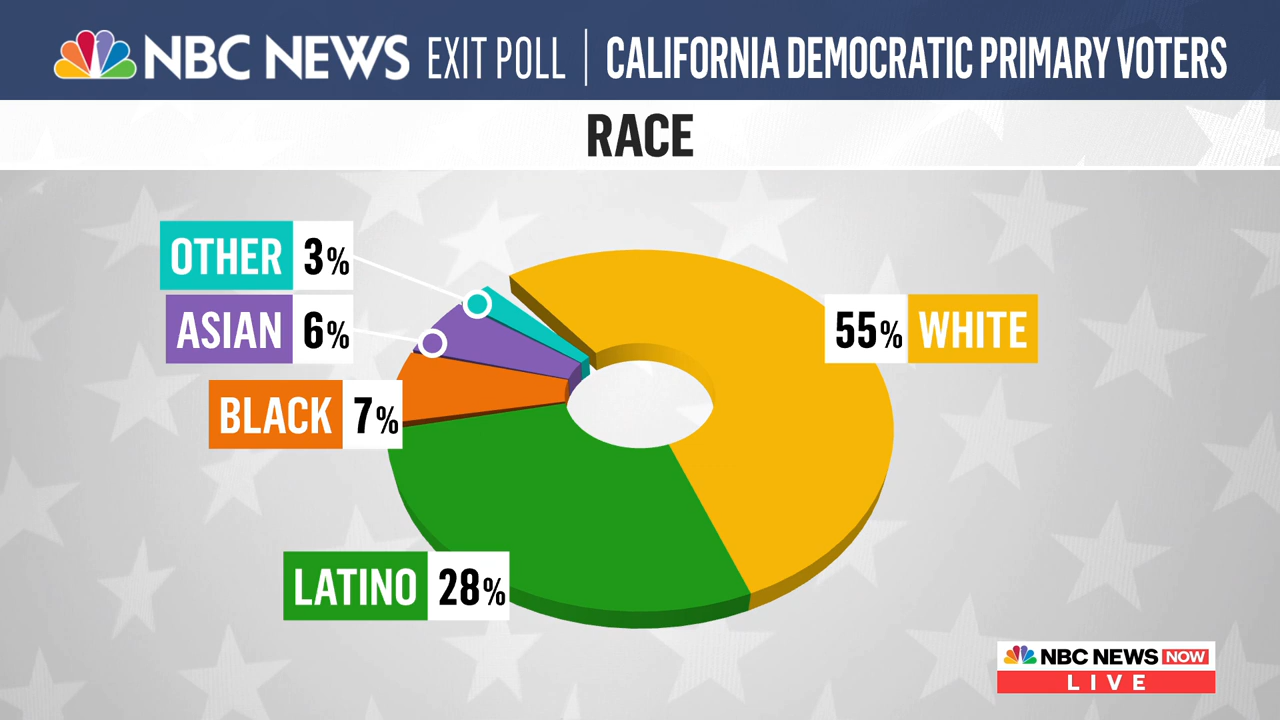 NBC NEWS EXIT POLL | CALIFORNIA DEMOCRATIC PRIMARY VOTERS
RACE
OTHER 3%
ASIAN 6%
55% WHITE
BLACK 7%
LATINO 28%
NBC NEWS NOW
LIVE